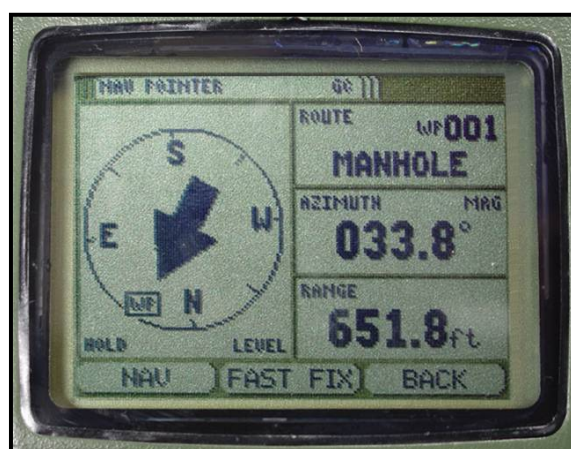 NAV POINTER GC
ROUTE WP001
MANHOLE
AZIMUTH MAG
033.8°
RANGE
651.8ft
S
E W
WP N
HOLD LEVEL
NAV FAST FIX BACK